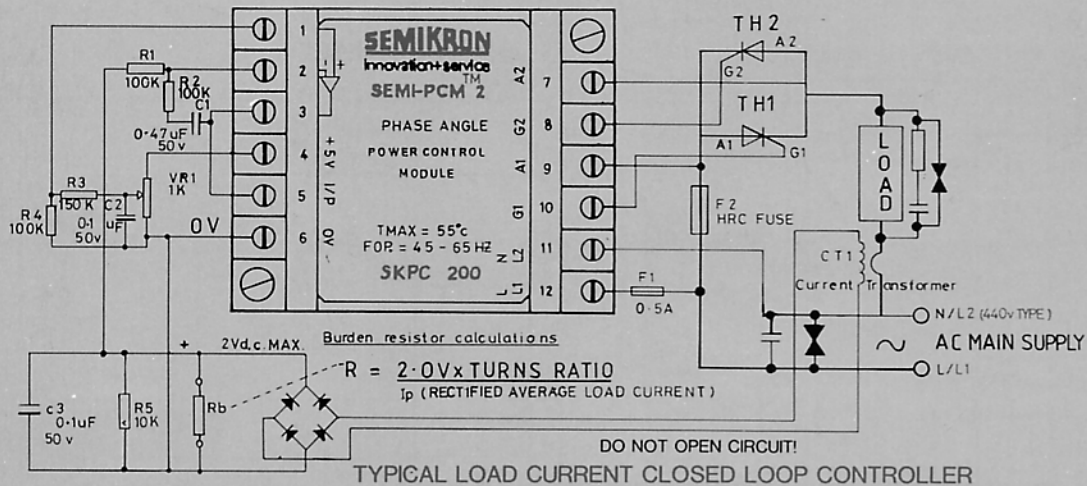 1
2
3
4
5
6
SEMIKRON
innovation+service
SEMI-PCM™ 2
PHASE ANGLE
POWER CONTROL
MODULE
TMAX = 55°c
FOP. = 45 - 65 HZ
SKPC 200
- +
+5V
I/P
0V
A2
G2
A1
G1
N L2
L L1
7
8
9
10
11
12
R1
100K
R2
100K
C1
0·47uF
50v
VR1
1K
R3
150K
C2
0·1
uF
50v
R4
100K
0V
TH2
A2
G2
TH1
A1
G1
LOAD
F2
HRC FUSE
F1
0·5A
CT1
Current Transformer
N/L2 (440v TYPE)
AC MAIN SUPPLY
L/L1
+
2Vd.c. MAX.
Burden resistor calculations
R = 2·0V x TURNS RATIO
Ip (RECTIFIED AVERAGE LOAD CURRENT)
c3
0·1uF
50v
R5
10K
Rb
DO NOT OPEN CIRCUIT!
TYPICAL LOAD CURRENT CLOSED LOOP CONTROLLER